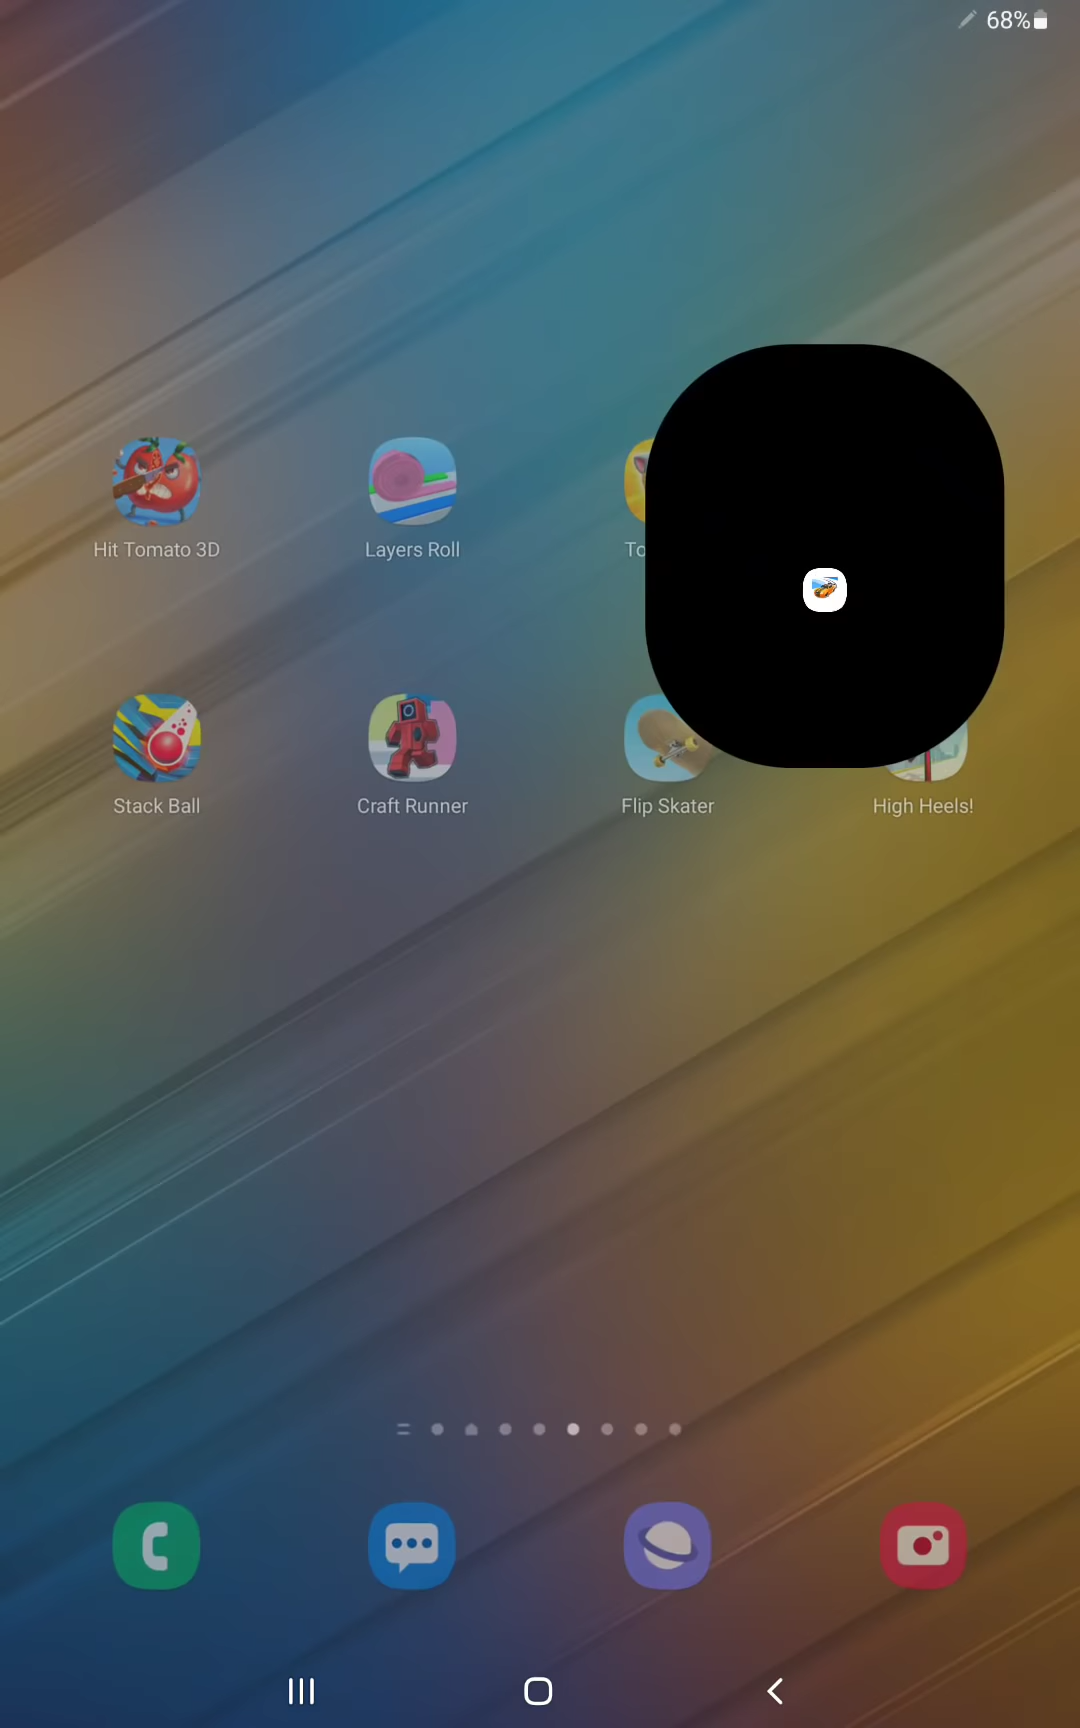 68%
Hit Tomato 3D
Layers Roll
Stack Ball
Craft Runner
Flip Skater
High Heels!